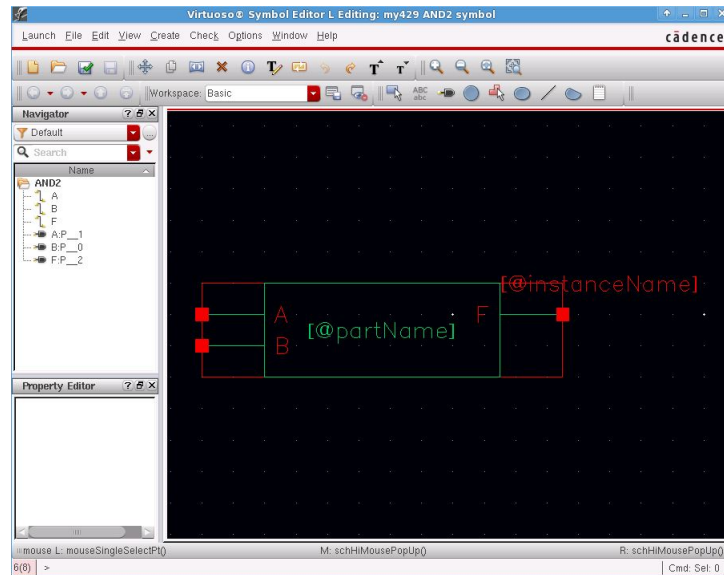 Virtuoso® Symbol Editor L Editing: my429 AND2 symbol
Launch File Edit View Create Check Options Window Help
cādence
Workspace: Basic
ABC
abc
Navigator
Default
Search
Name
AND2
A
B
F
A:P__1
B:P__0
F:P__2
[@instanceName]
A
[@partName]
F
B
Property Editor
mouse L: mouseSingleSelectPt()
M: schHiMousePopUp()
R: schHiMousePopUp()
6(8)
>
Cmd: Sel: 0